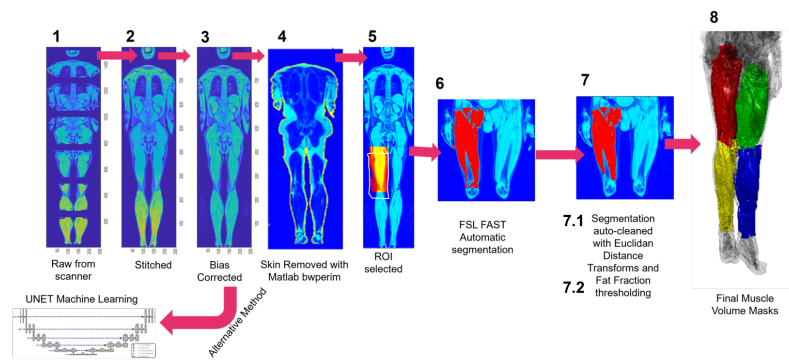 1
2
3
4
5
6
7
8
Raw from
scanner
Stitched
Bias
Corrected
Skin Removed with
Matlab bwperim
ROI
selected
FSL FAST
Automatic
segmentation
7.1 Segmentation
auto-cleaned
with Euclidan
Distance
Transforms and
7.2 Fat Fraction
thresholding
Final Muscle
Volume Masks
UNET Machine Learning
Alternative Method